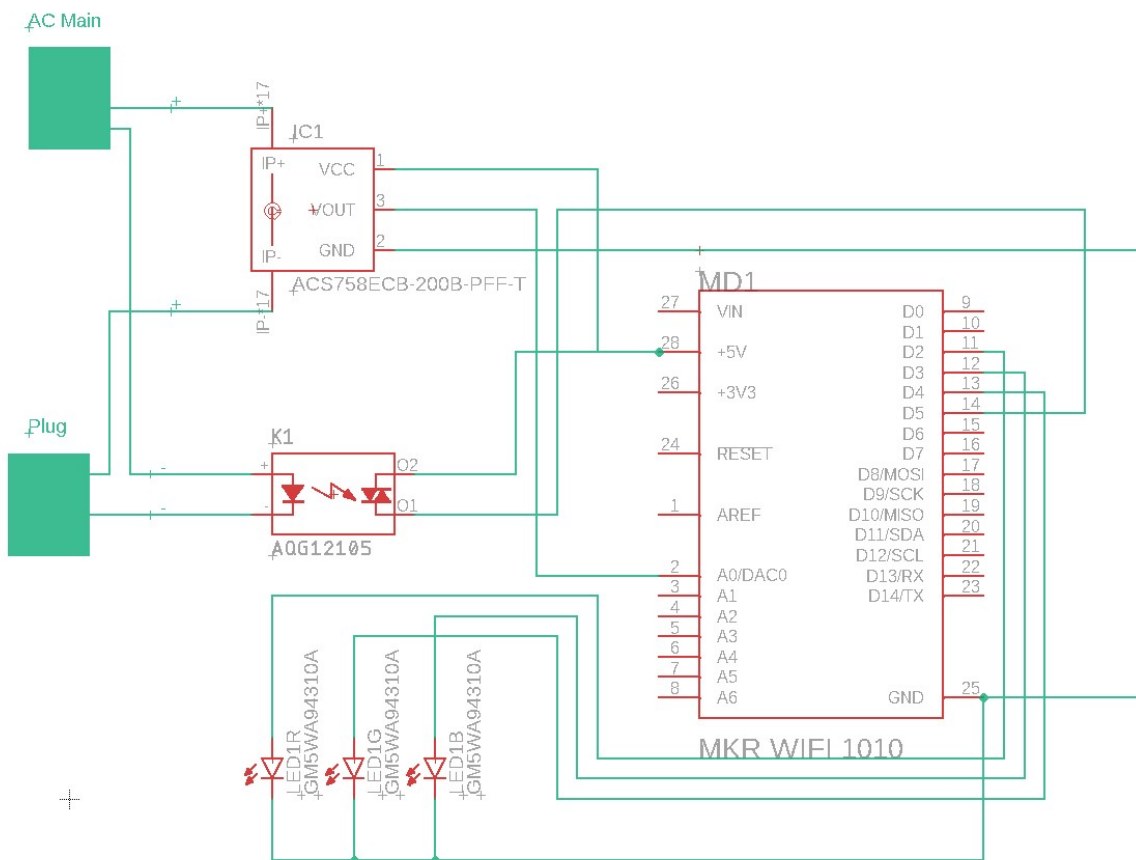 AC Main
IP+*17
IC1
IP+
VCC
1
VOUT
3
GND
2
IP-
ACS758ECB-200B-PFF-T
IP-*17
MD1
27
VIN
28
+5V
26
+3V3
24
RESET
1
AREF
2
A0/DAC0
3
A1
4
A2
5
A3
6
A4
7
A5
8
A6
D0
9
D1
10
D2
11
D3
12
D4
13
D5
14
D6
15
D7
16
D8/MOSI
17
D9/SCK
18
D10/MISO
19
D11/SDA
20
D12/SCL
21
D13/RX
22
D14/TX
23
GND
25
MKR WIFI 1010
Plug
K1
+
-
O2
O1
AQG12105
LED1R
GM5WA94310A
LED1G
GM5WA94310A
LED1B
GM5WA94310A